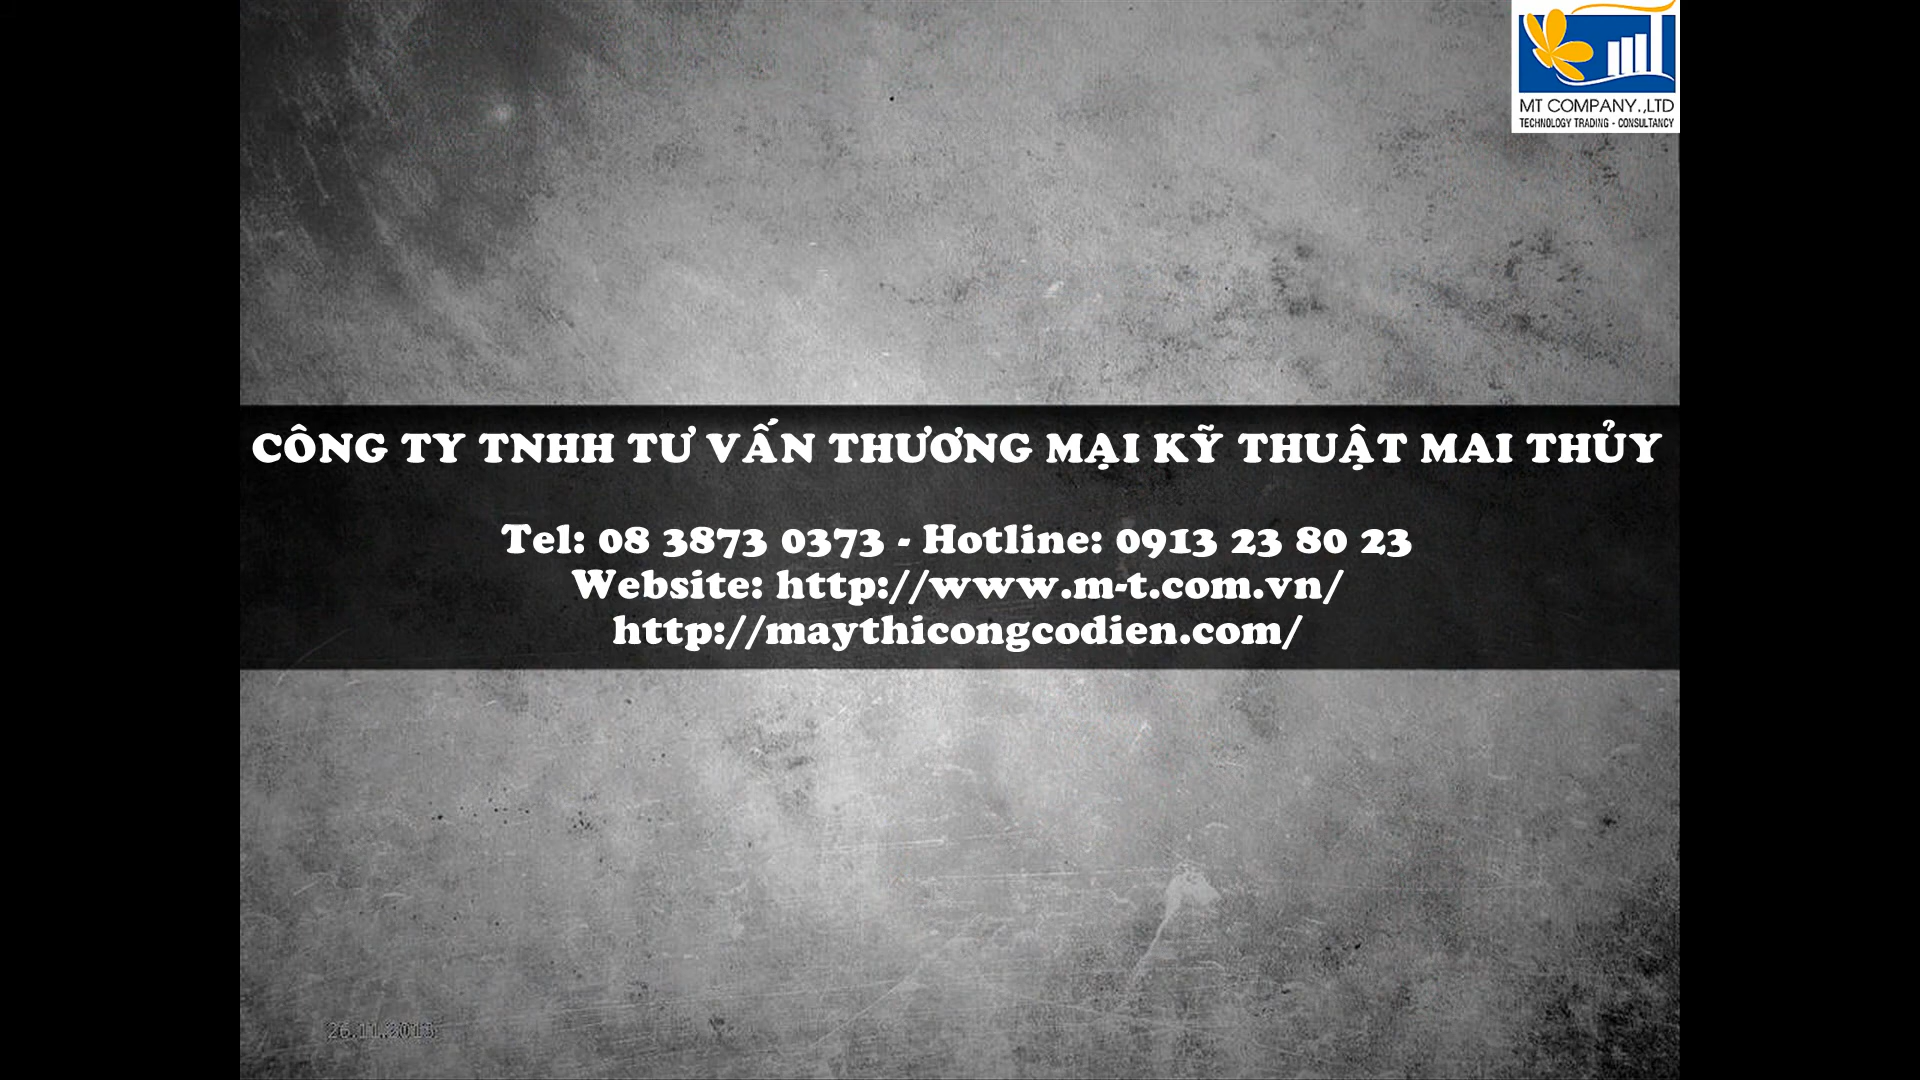 MT COMPANY.,LTD
TECHNOLOGY TRADING - CONSULTANCY
CÔNG TY TNHH TƯ VẤN THƯƠNG MẠI KỸ THUẬT MAI THỦY
Tel: 08 3873 0373 - Hotline: 0913 23 80 23
Website: http://www.m-t.com.vn/
http://maythicongcodien.com/
26.11.2013